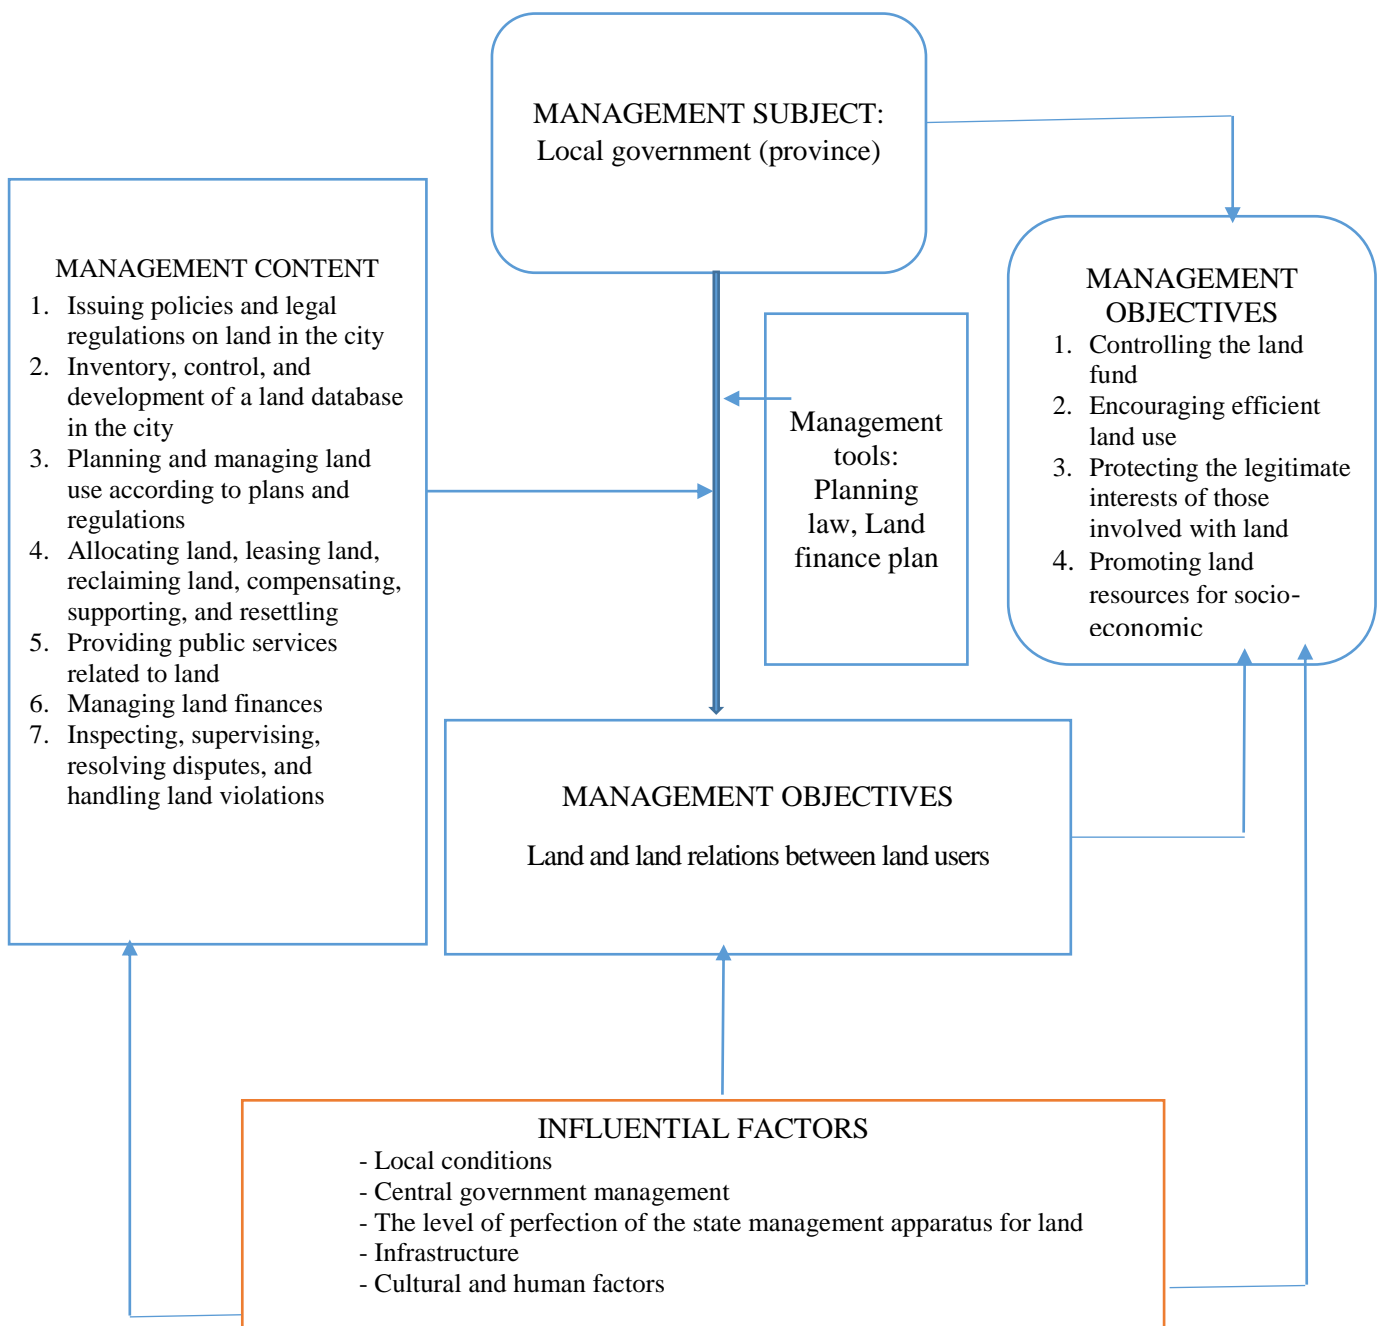 MANAGEMENT SUBJECT:
Local government (province)
MANAGEMENT CONTENT
1. Issuing policies and legal
regulations on land in the city
2. Inventory, control, and
development of a land database
in the city
3. Planning and managing land
use according to plans and
regulations
4. Allocating land, leasing land,
reclaiming land, compensating,
supporting, and resettling
5. Providing public services
related to land
6. Managing land finances
7. Inspecting, supervising,
resolving disputes, and
handling land violations
Management
tools:
Planning
law, Land
finance plan
MANAGEMENT
OBJECTIVES
1. Controlling the land
fund
2. Encouraging efficient
land use
3. Protecting the legitimate
interests of those
involved with land
4. Promoting land
resources for socio-
economic
MANAGEMENT OBJECTIVES
Land and land relations between land users
INFLUENTIAL FACTORS
- Local conditions
- Central government management
- The level of perfection of the state management apparatus for land
- Infrastructure
- Cultural and human factors